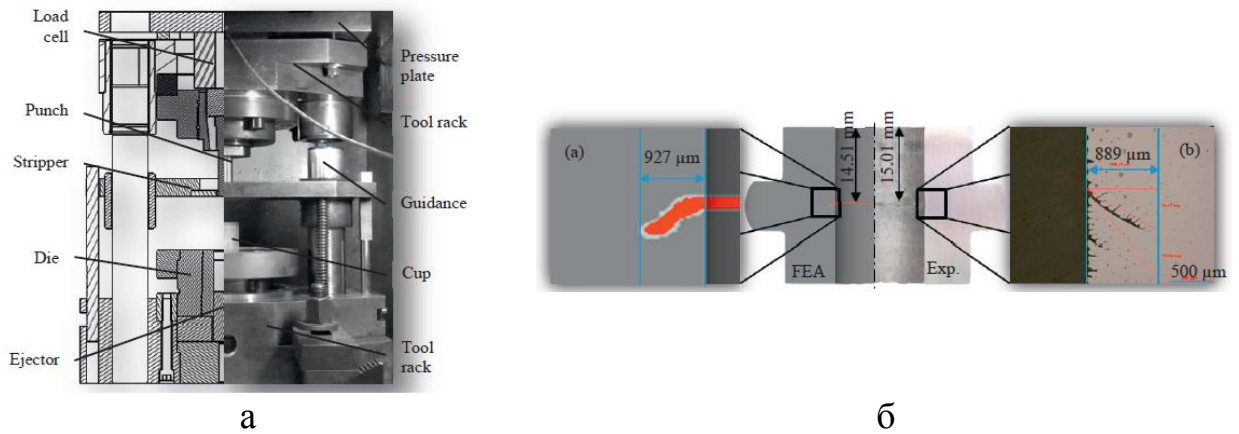 Load
cell
Punch
Stripper
Die
Ejector
Pressure
plate
Tool rack
Guidance
Cup
Tool
rack
(a)
927 µm
14.51 mm
15.01 mm
FEA
Exp.
889 µm
(b)
500 µm
а
б